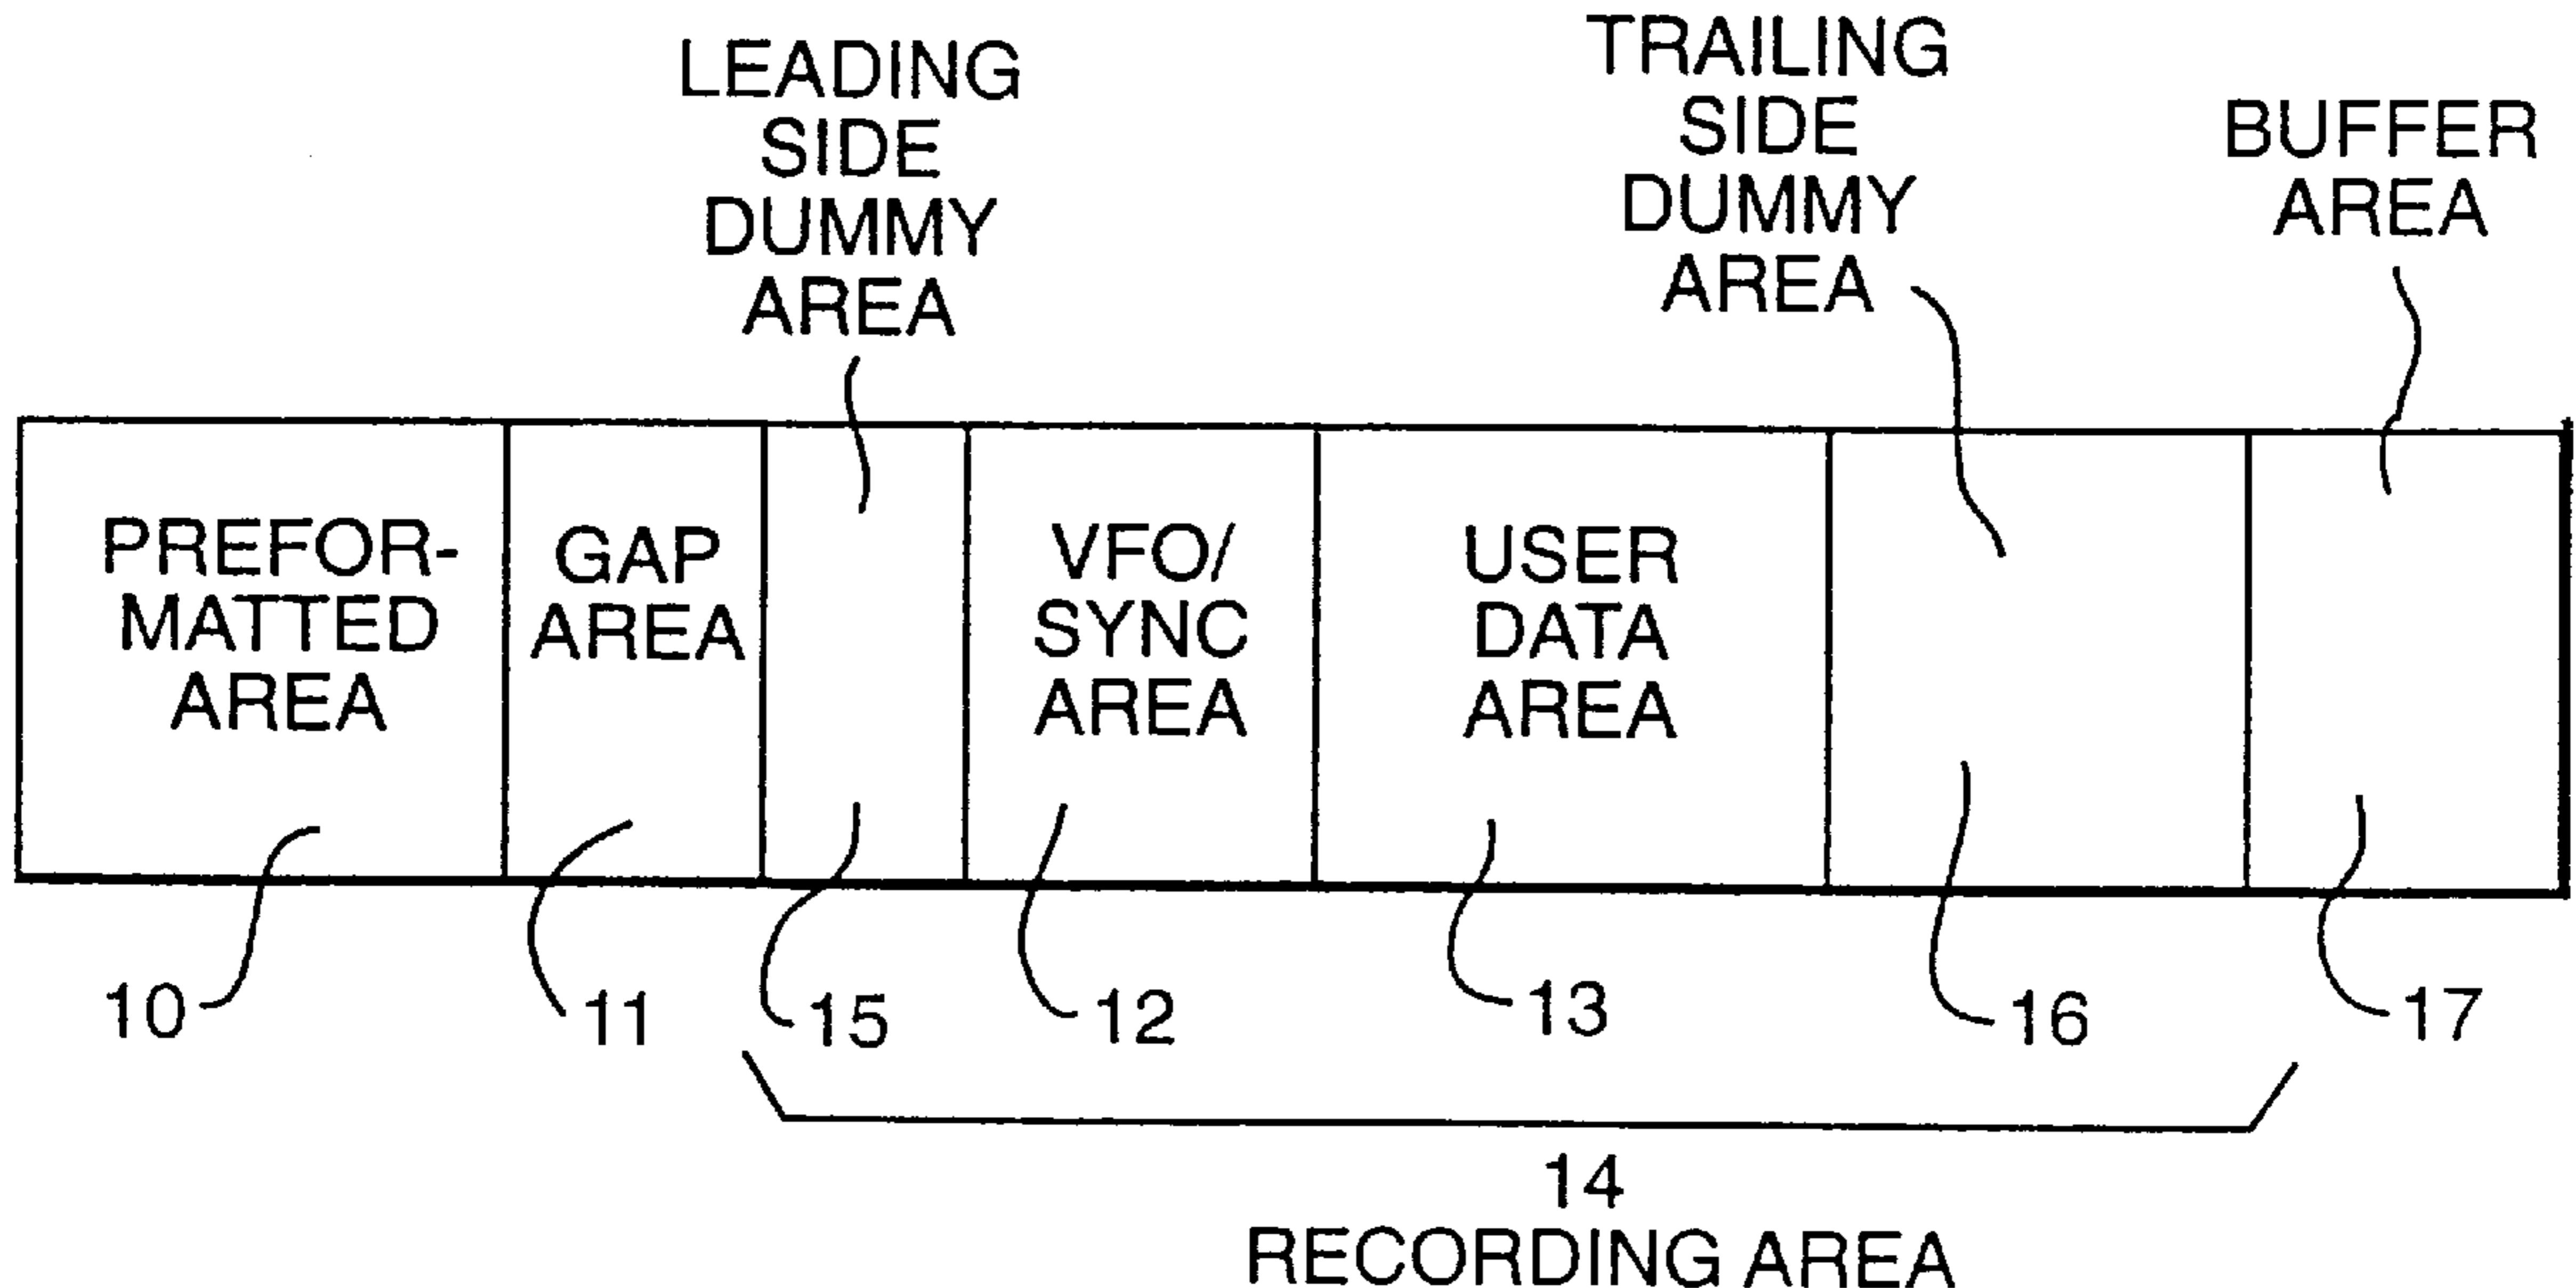 LEADING
SIDE
DUMMY
AREA
TRAILING
SIDE
DUMMY
AREA
BUFFER
AREA
PREFOR-
MATTED
AREA
GAP
AREA
VFO/
SYNC
AREA
USER
DATA
AREA
10
11
15
12
13
16
17
14
RECORDING AREA